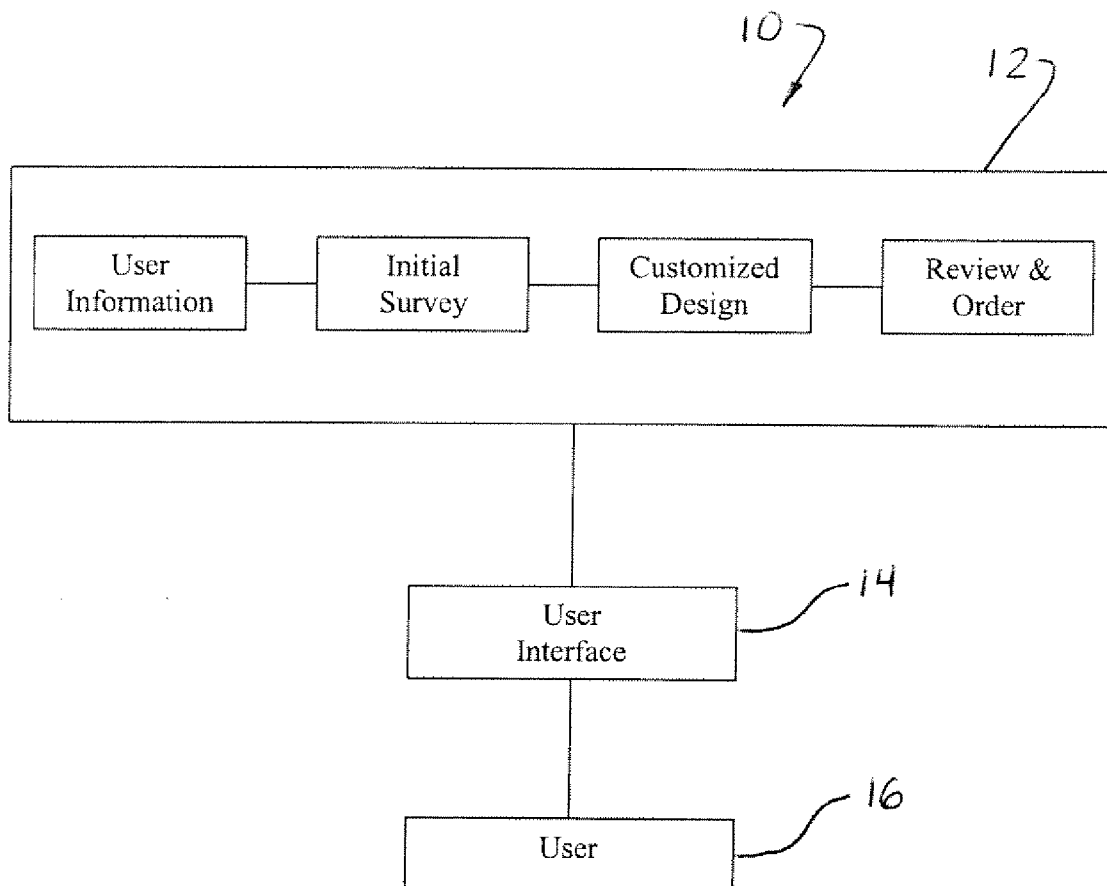 10
12
User
Information
Initial
Survey
Customized
Design
Review &
Order
User
Interface
14
User
16